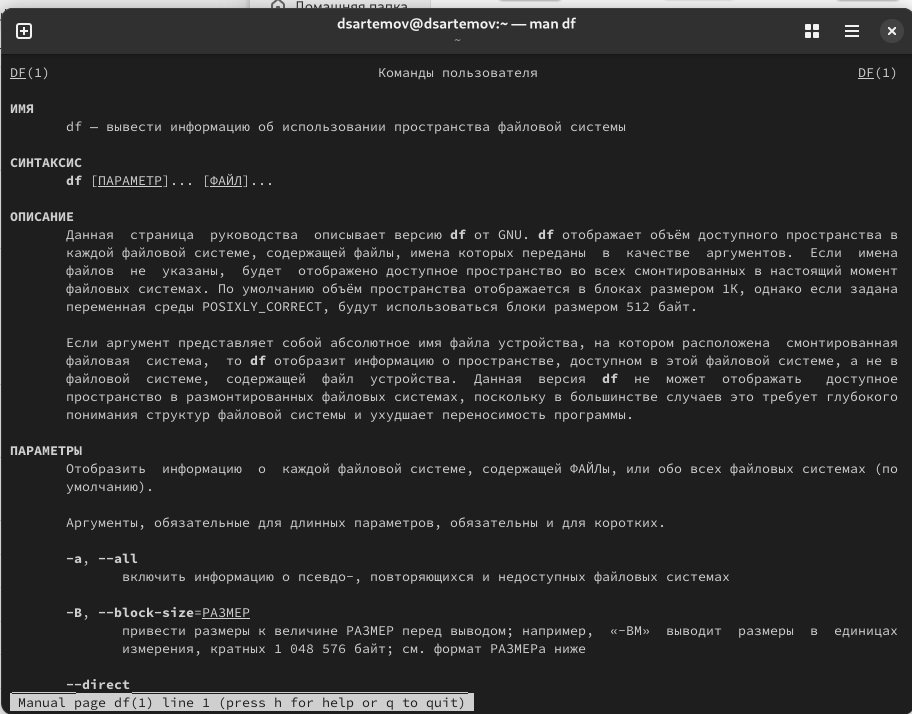 Домашняя папка
dsartemov@dsartemov:~ — man df
~
DF(1) Команды пользователя DF(1)
ИМЯ
df — вывести информацию об использовании пространства файловой системы
СИНТАКСИС
df [ПАРАМЕТР]... [ФАЙЛ]...
ОПИСАНИЕ
Данная страница руководства описывает версию df от GNU. df отображает объём доступного пространства в
каждой файловой системе, содержащей файлы, имена которых переданы в качестве аргументов. Если имена
файлов не указаны, будет отображено доступное пространство во всех смонтированных в настоящий момент
файловых системах. По умолчанию объём пространства отображается в блоках размером 1K, однако если задана
переменная среды POSIXLY_CORRECT, будут использоваться блоки размером 512 байт.
Если аргумент представляет собой абсолютное имя файла устройства, на котором расположена смонтированная
файловая система, то df отобразит информацию о пространстве, доступном в этой файловой системе, а не в
файловой системе, содержащей файл устройства. Данная версия df не может отображать доступное
пространство в размонтированных файловых системах, поскольку в большинстве случаев это требует глубокого
понимания структур файловой системы и ухудшает переносимость программы.
ПАРАМЕТРЫ
Отобразить информацию о каждой файловой системе, содержащей ФАЙЛы, или обо всех файловых системах (по
умолчанию).
Аргументы, обязательные для длинных параметров, обязательны и для коротких.
-a, --all
включить информацию о псевдо-, повторяющихся и недоступных файловых системах
-B, --block-size=РАЗМЕР
привести размеры к величине РАЗМЕР перед выводом; например, «-BM» выводит размеры в единицах
измерения, кратных 1 048 576 байт; см. формат РАЗМЕРа ниже
--direct
Manual page df(1) line 1 (press h for help or q to quit)